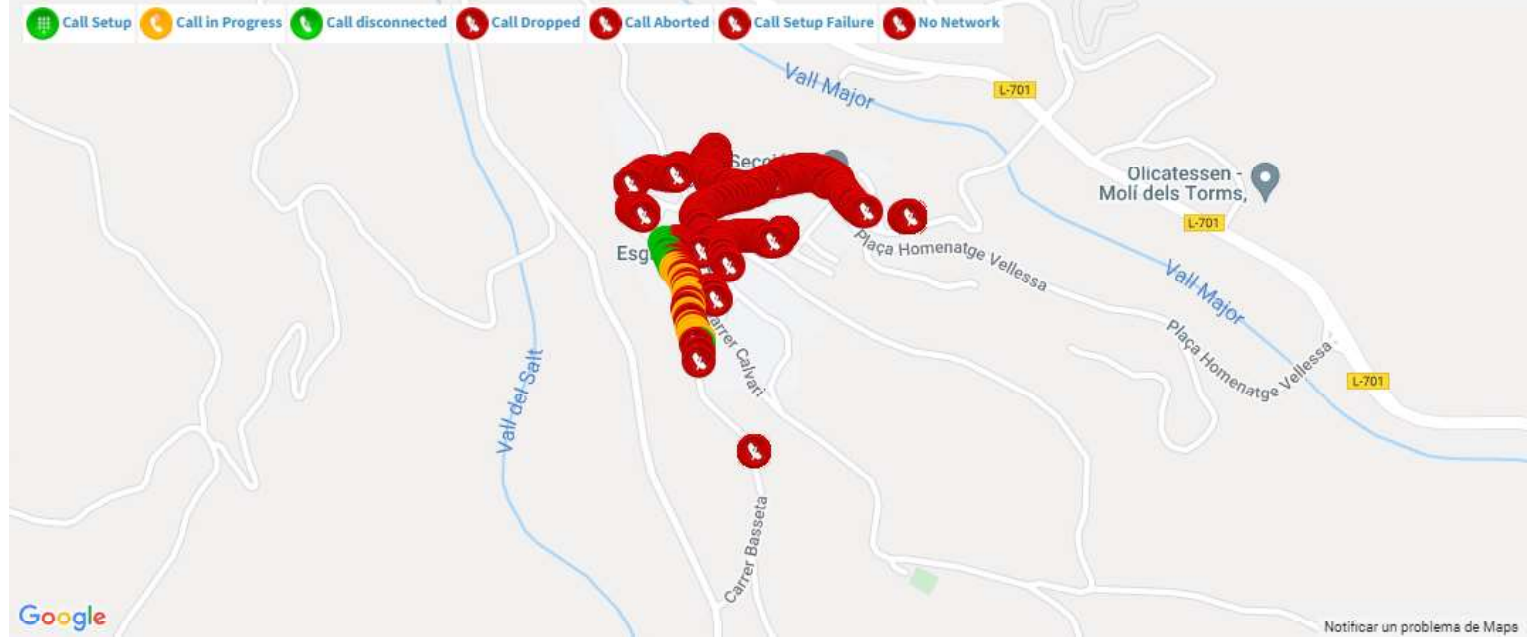 Call Setup
Call in Progress
Call disconnected
Call Dropped
Call Aborted
Call Setup Failure
No Network
Vall Major
L-701
Olicatessen -
Molí dels Torms,
L-701
Plaça Homenatge Vellessa
Vall Major
Plaça Homenatge Vellessa
L-701
Carrer Calvari
Vall del Salt
Carrer Basseta
Google
Notificar un problema de Maps